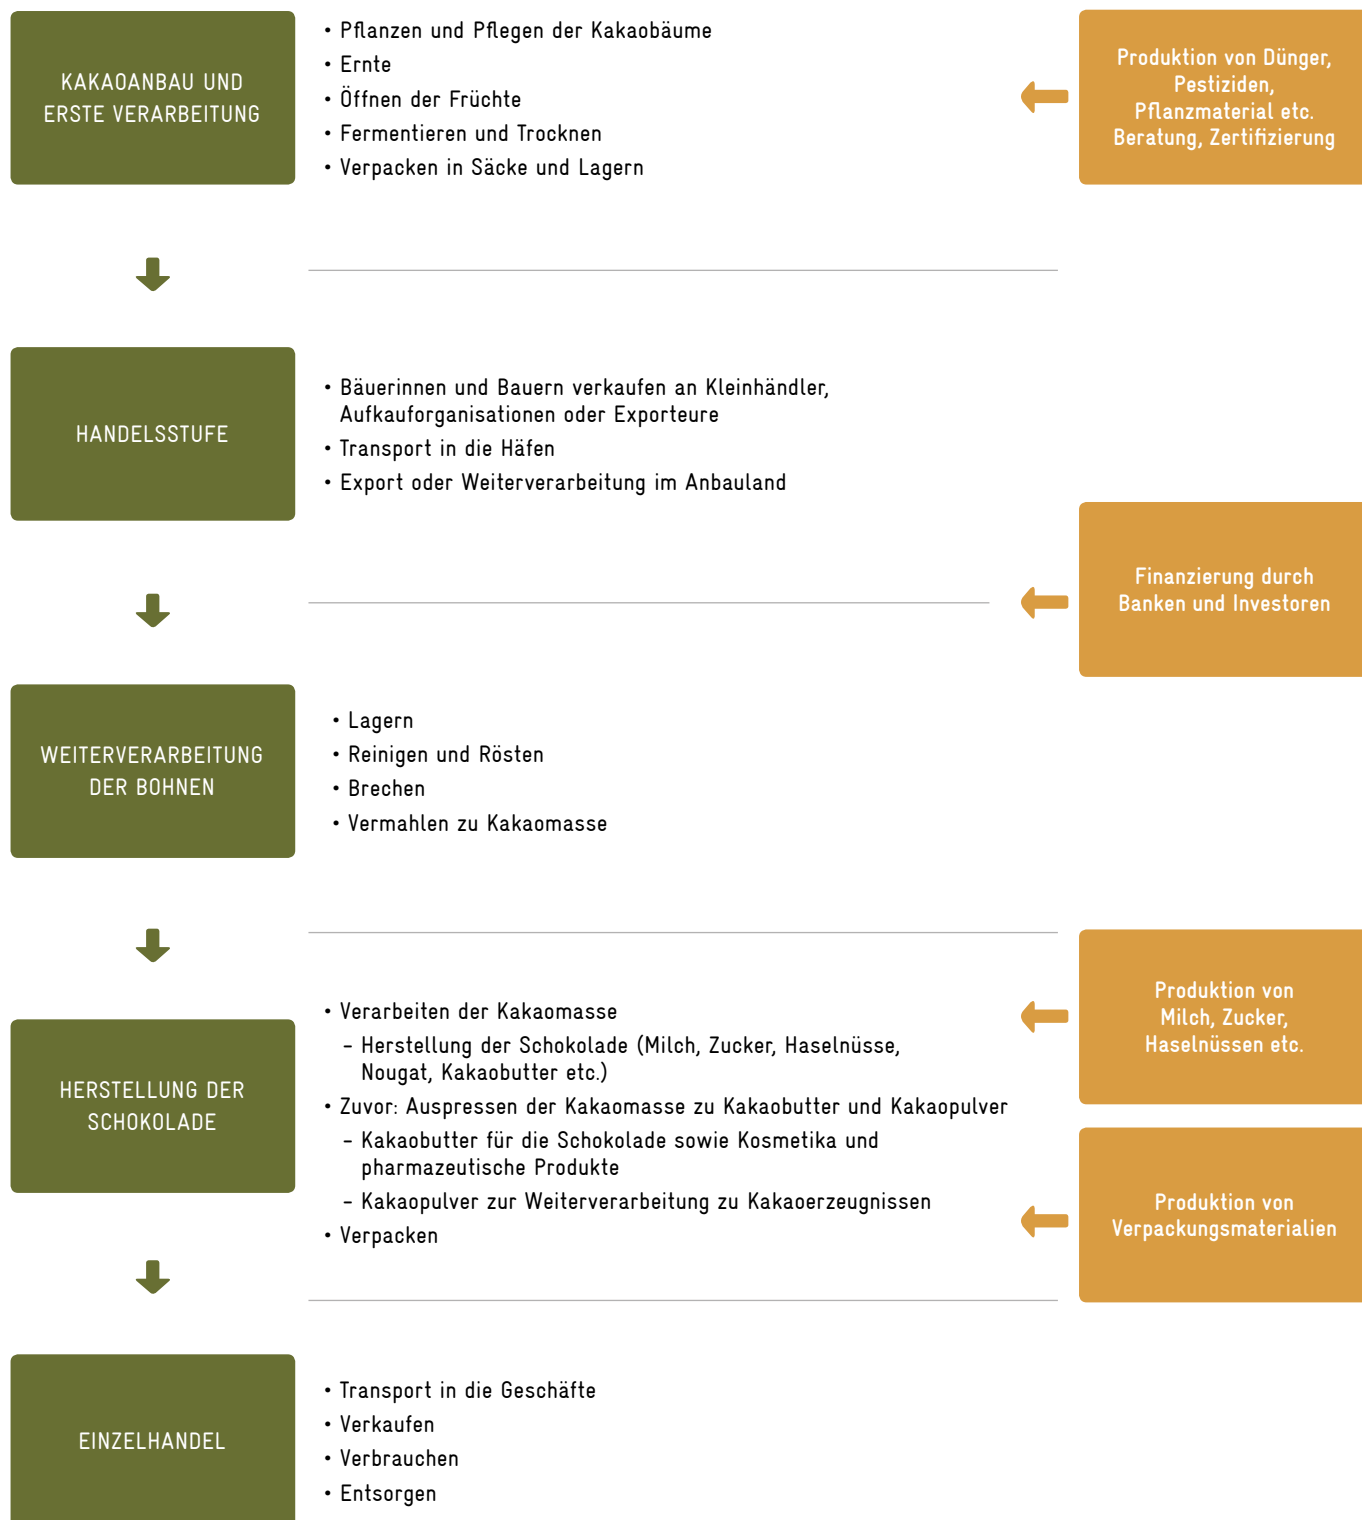 KAKAOANBAU UND
ERSTE VERARBEITUNG
• Pflanzen und Pflegen der Kakaobäume
• Ernte
• Öffnen der Früchte
• Fermentieren und Trocknen
• Verpacken in Säcke und Lagern
Produktion von Dünger,
Pestiziden,
Pflanzmaterial etc.
Beratung, Zertifizierung
HANDELSSTUFE
• Bäuerinnen und Bauern verkaufen an Kleinhändler,
Aufkauforganisationen oder Exporteure
• Transport in die Häfen
• Export oder Weiterverarbeitung im Anbauland
Finanzierung durch
Banken und Investoren
WEITERVERARBEITUNG
DER BOHNEN
• Lagern
• Reinigen und Rösten
• Brechen
• Vermahlen zu Kakaomasse
HERSTELLUNG DER
SCHOKOLADE
• Verarbeiten der Kakaomasse
– Herstellung der Schokolade (Milch, Zucker, Haselnüsse,
Nougat, Kakaobutter etc.)
• Zuvor: Auspressen der Kakaomasse zu Kakaobutter und Kakaopulver
– Kakaobutter für die Schokolade sowie Kosmetika und
pharmazeutische Produkte
– Kakaopulver zur Weiterverarbeitung zu Kakaoerzeugnissen
• Verpacken
Produktion von
Milch, Zucker,
Haselnüssen etc.
Produktion von
Verpackungsmaterialien
EINZELHANDEL
• Transport in die Geschäfte
• Verkaufen
• Verbrauchen
• Entsorgen